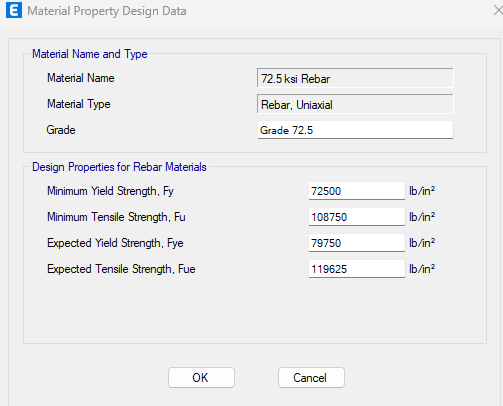 E Material Property Design Data
Material Name and Type
Material Name 72.5 ksi Rebar
Material Type Rebar, Uniaxial
Grade Grade 72.5
Design Properties for Rebar Materials
Minimum Yield Strength, Fy 72500 lb/in²
Minimum Tensile Strength, Fu 108750 lb/in²
Expected Yield Strength, Fye 79750 lb/in²
Expected Tensile Strength, Fue 119625 lb/in²
OK Cancel